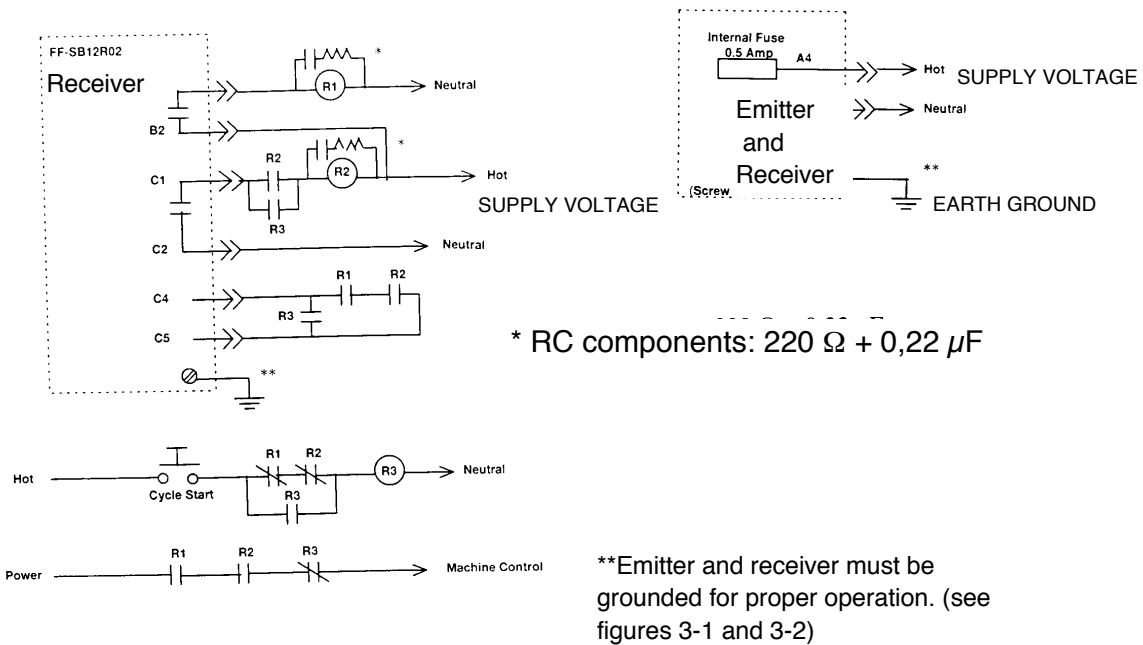 FF-SB12R02
Receiver
*
R1
Neutral
B2
*
C1
R2
R2
Hot
SUPPLY VOLTAGE
R3
C2
Neutral
R1
R2
C4
R3
C5
**
Internal Fuse
0.5 Amp
A4
Hot
SUPPLY VOLTAGE
Emitter
Neutral
and
Receiver
**
(Screw
EARTH GROUND
* RC components: 220 Ω + 0,22 µF
Hot
Cycle Start
R1
R2
R3
R3
Neutral
Power
R1
R2
R3
Machine Control
**Emitter and receiver must be
grounded for proper operation. (see
figures 3-1 and 3-2)